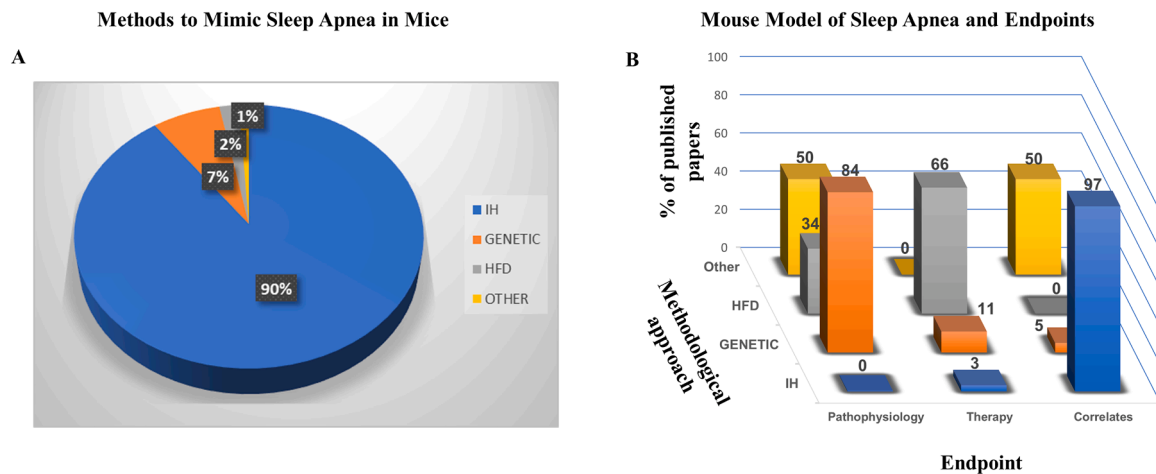 Methods to Mimic Sleep Apnea in Mice
A
1%
2%
7%
90%
IH
GENETIC
HFD
OTHER
Mouse Model of Sleep Apnea and Endpoints
B
% of published
papers
100
80
60
40
20
0
50
84
34
66
0
50
97
0
11
5
0
3
Other
HFD
GENETIC
IH
Methodological
approach
Pathophysiology
Therapy
Correlates
Endpoint